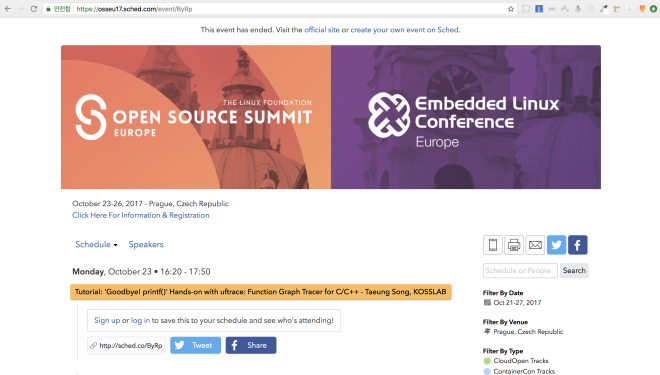 안전함 | https://osseu17.sched.com/event/ByRp
This event has ended. Visit the official site or create your own event on Sched.
THE LINUX FOUNDATION
OPEN SOURCE SUMMIT
EUROPE
Embedded Linux
Conference
Europe
October 23-26, 2017 - Prague, Czech Republic
Click Here For Information & Registration
Schedule Speakers
Schedule or People Search
Monday, October 23 • 16:20 - 17:50
Tutorial: 'Goodbye! printf()' Hands-on with uftrace: Function Graph Tracer for C/C++ - Taeung Song, KOSSLAB
Sign up or log in to save this to your schedule and see who's attending!
http://sched.co/ByRp Tweet Share
Filter By Date
Oct 21-27, 2017
Filter By Venue
Prague, Czech Republic
Filter By Type
CloudOpen Tracks
ContainerCon Tracks